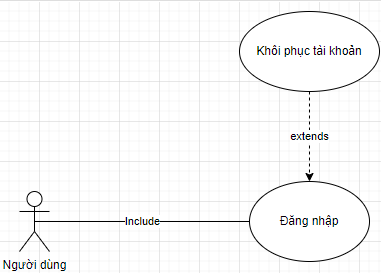 Khôi phục tài khoản
extends
Include
Đăng nhập
Người dùng